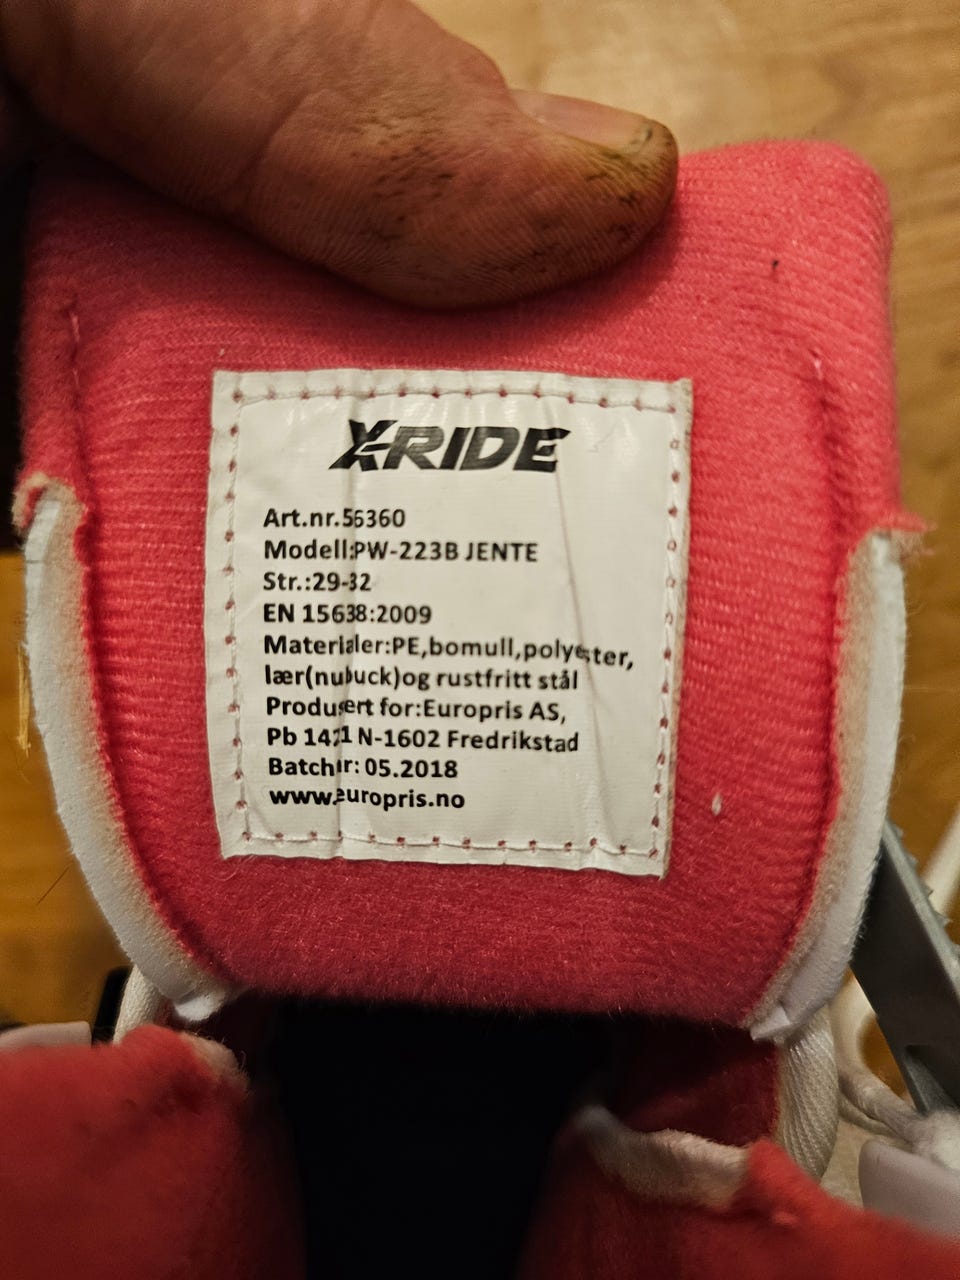 X-RIDE
Art.nr.56360
Modell:PW-223B JENTE
Str.:29-32
EN 15638:2009
Materialer:PE,bomull,polyester,
lær(nubuck)og rustfritt stål
Produsert for:Europris AS,
Pb 1421 N-1602 Fredrikstad
Batchnr: 05.2018
www.europris.no